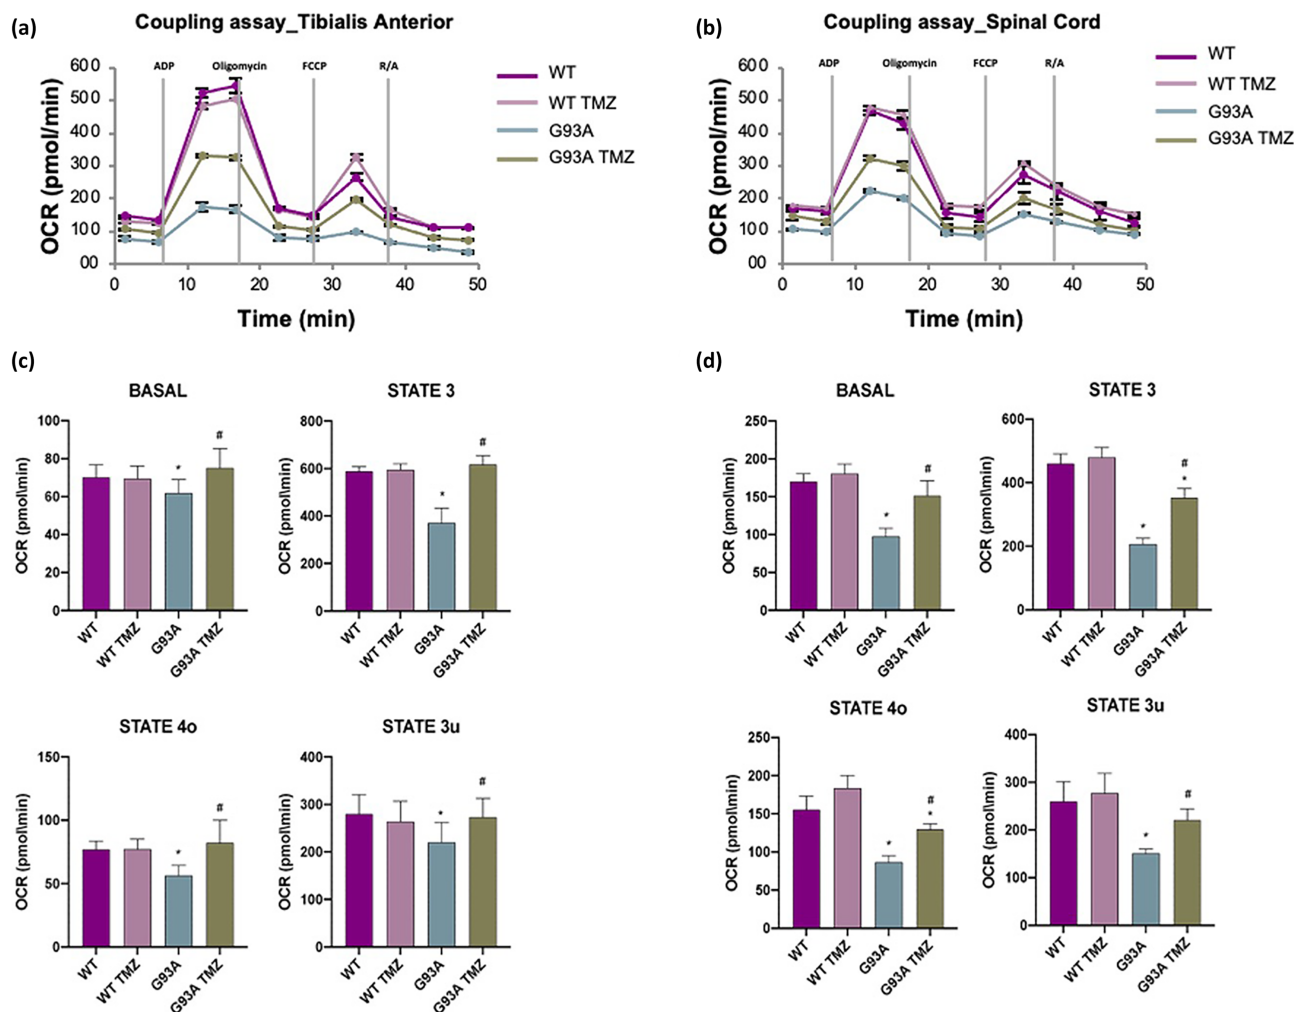 (a)
Coupling assay_Tibialis Anterior
OCR (pmol/min)
600
500
400
300
200
100
00
ADP
Oligomycin
FCCP
R/A
0
10
20
30
40
50
Time (min)
WT
WT TMZ
G93A
G93A TMZ
(b)
Coupling assay_Spinal Cord
OCR (pmol/min)
600
500
400
300
200
100
00
ADP
Oligomycin
FCCP
R/A
0
10
20
30
40
50
Time (min)
WT
WT TMZ
G93A
G93A TMZ
(c)
BASAL
OCR (pmol\min)
100
80
60
40
20
0
*
#
WT
WT TMZ
G93A
G93A TMZ
STATE 3
OCR (pmol\min)
800
600
400
200
0
*
#
WT
WT TMZ
G93A
G93A TMZ
STATE 4o
OCR (pmol\min)
150
100
50
0
*
#
WT
WT TMZ
G93A
G93A TMZ
STATE 3u
OCR (pmol\min)
400
300
200
100
0
*
#
WT
WT TMZ
G93A
G93A TMZ
(d)
BASAL
OCR (pmol\min)
250
200
150
100
50
0
*
#
WT
WT TMZ
G93A
G93A TMZ
STATE 3
OCR (pmol\min)
600
400
200
0
*
#
*
WT
WT TMZ
G93A
G93A TMZ
STATE 4o
OCR (pmol\min)
250
200
150
100
50
0
*
#
*
WT
WT TMZ
G93A
G93A TMZ
STATE 3u
OCR (pmol\min)
400
300
200
100
0
*
#
WT
WT TMZ
G93A
G93A TMZ